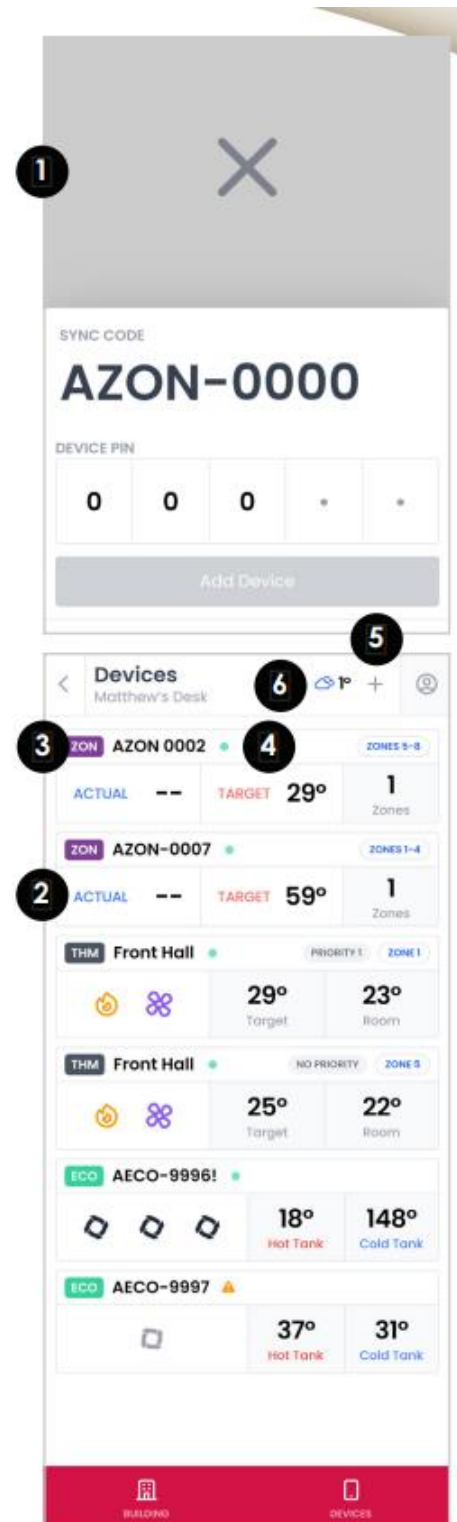 1
SYNC CODE
AZON-0000
DEVICE PIN
0 0 0 • •
Add Device
5
Devices
Matthew's Desk
6 1° +
3 ZON AZON 0002 4 ZONES 5-8
ACTUAL -- TARGET 29° 1
Zones
ZON AZON-0007 ZONES 1-4
2 ACTUAL -- TARGET 59° 1
Zones
THM Front Hall PRIORITY 1 ZONE 1
29° 23°
Target Room
THM Front Hall NO PRIORITY ZONE 5
25° 22°
Target Room
ECO AECO-9996!
18° 148°
Hot Tank Cold Tank
ECO AECO-9997
37° 31°
Hot Tank Cold Tank
BUILDING DEVICES